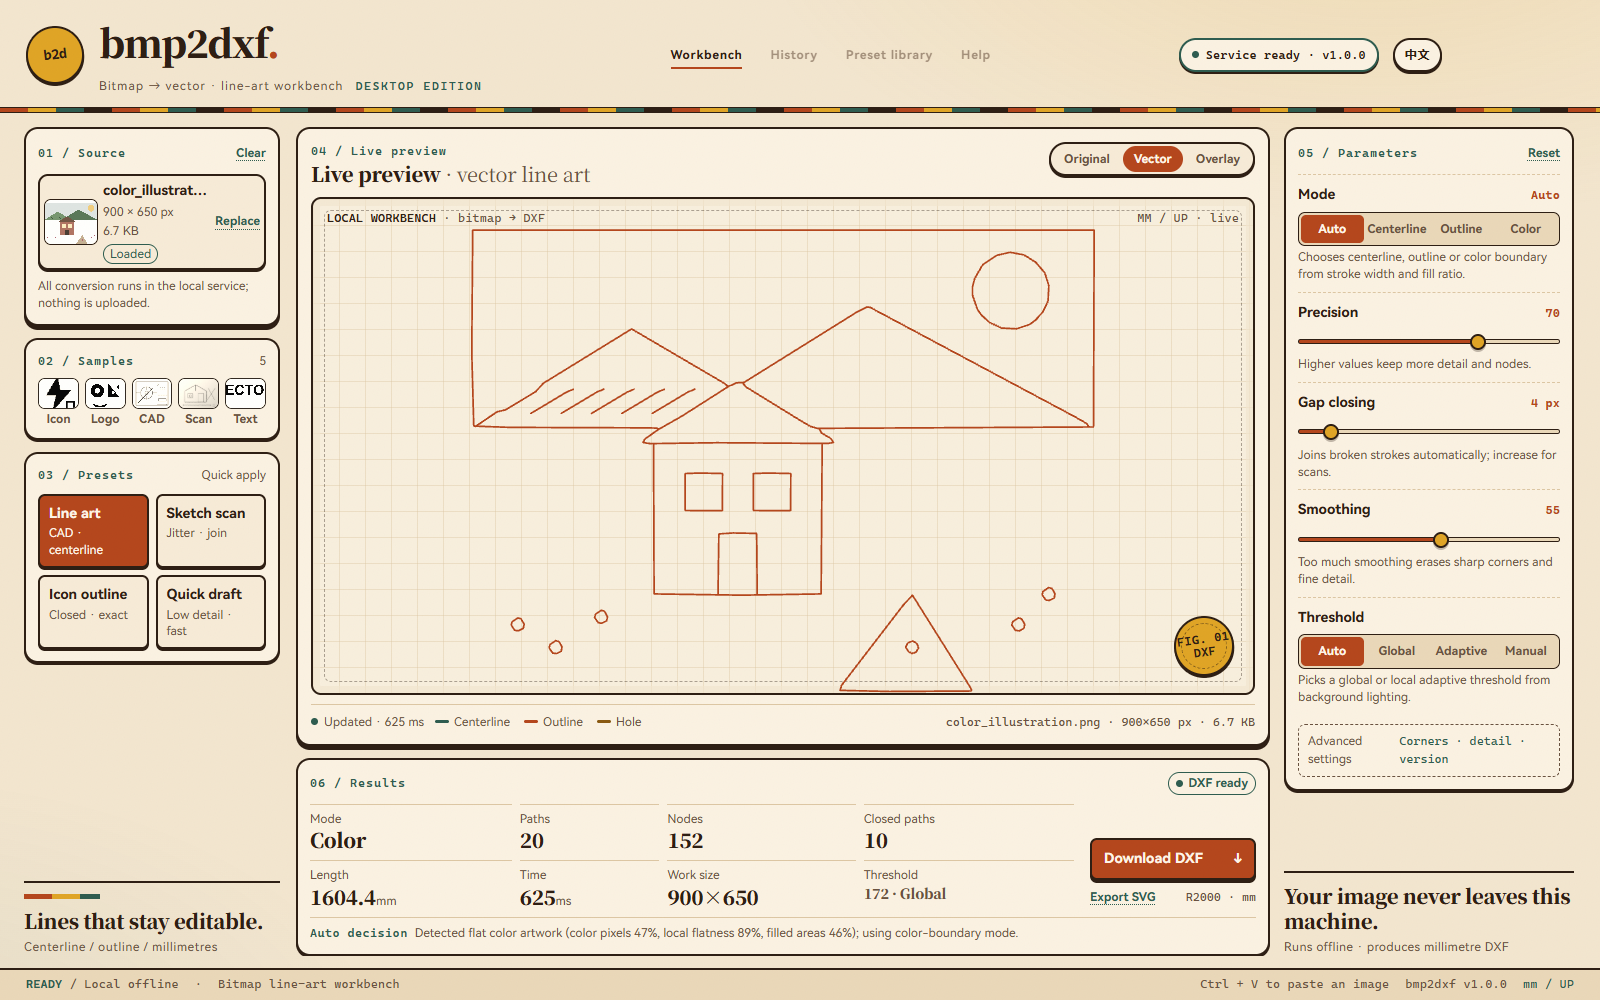 b2d
bmp2dxf.
Bitmap → vector · line-art workbench DESKTOP EDITION
Workbench History Preset library Help
Service ready · v1.0.0
中文
01 / Source Clear
color_illustrat...
900 × 650 px
6.7 KB
Replace
Loaded
All conversion runs in the local service;
nothing is uploaded.
02 / Samples 5
ECTO
Icon Logo CAD Scan Text
03 / Presets Quick apply
Line art
CAD ·
centerline
Sketch scan
Jitter · join
Icon outline
Closed · exact
Quick draft
Low detail ·
fast
Lines that stay editable.
Centerline / outline / millimetres
04 / Live preview
Live preview · vector line art
Original Vector Overlay
LOCAL WORKBENCH · bitmap → DXF
MM / UP · live
FIG. 01
DXF
Updated · 625 ms Centerline Outline Hole
color_illustration.png · 900×650 px · 6.7 KB
06 / Results DXF ready
Mode Paths Nodes Closed paths
Color 20 152 10
Length Time Work size Threshold
1604.4mm 625ms 900×650 172 · Global
Download DXF ↓
Export SVG R2000 · mm
Auto decision Detected flat color artwork (color pixels 47%, local flatness 89%, filled areas 46%); using color-boundary mode.
05 / Parameters Reset
Mode Auto
Auto Centerline Outline Color
Chooses centerline, outline or color boundary
from stroke width and fill ratio.
Precision 70
Higher values keep more detail and nodes.
Gap closing 4 px
Joins broken strokes automatically; increase for
scans.
Smoothing 55
Too much smoothing erases sharp corners and
fine detail.
Threshold
Auto Global Adaptive Manual
Picks a global or local adaptive threshold from
background lighting.
Advanced
settings
Corners · detail ·
version
Your image never leaves this
machine.
Runs offline · produces millimetre DXF
READY / Local offline · Bitmap line-art workbench
Ctrl + V to paste an image bmp2dxf v1.0.0 mm / UP